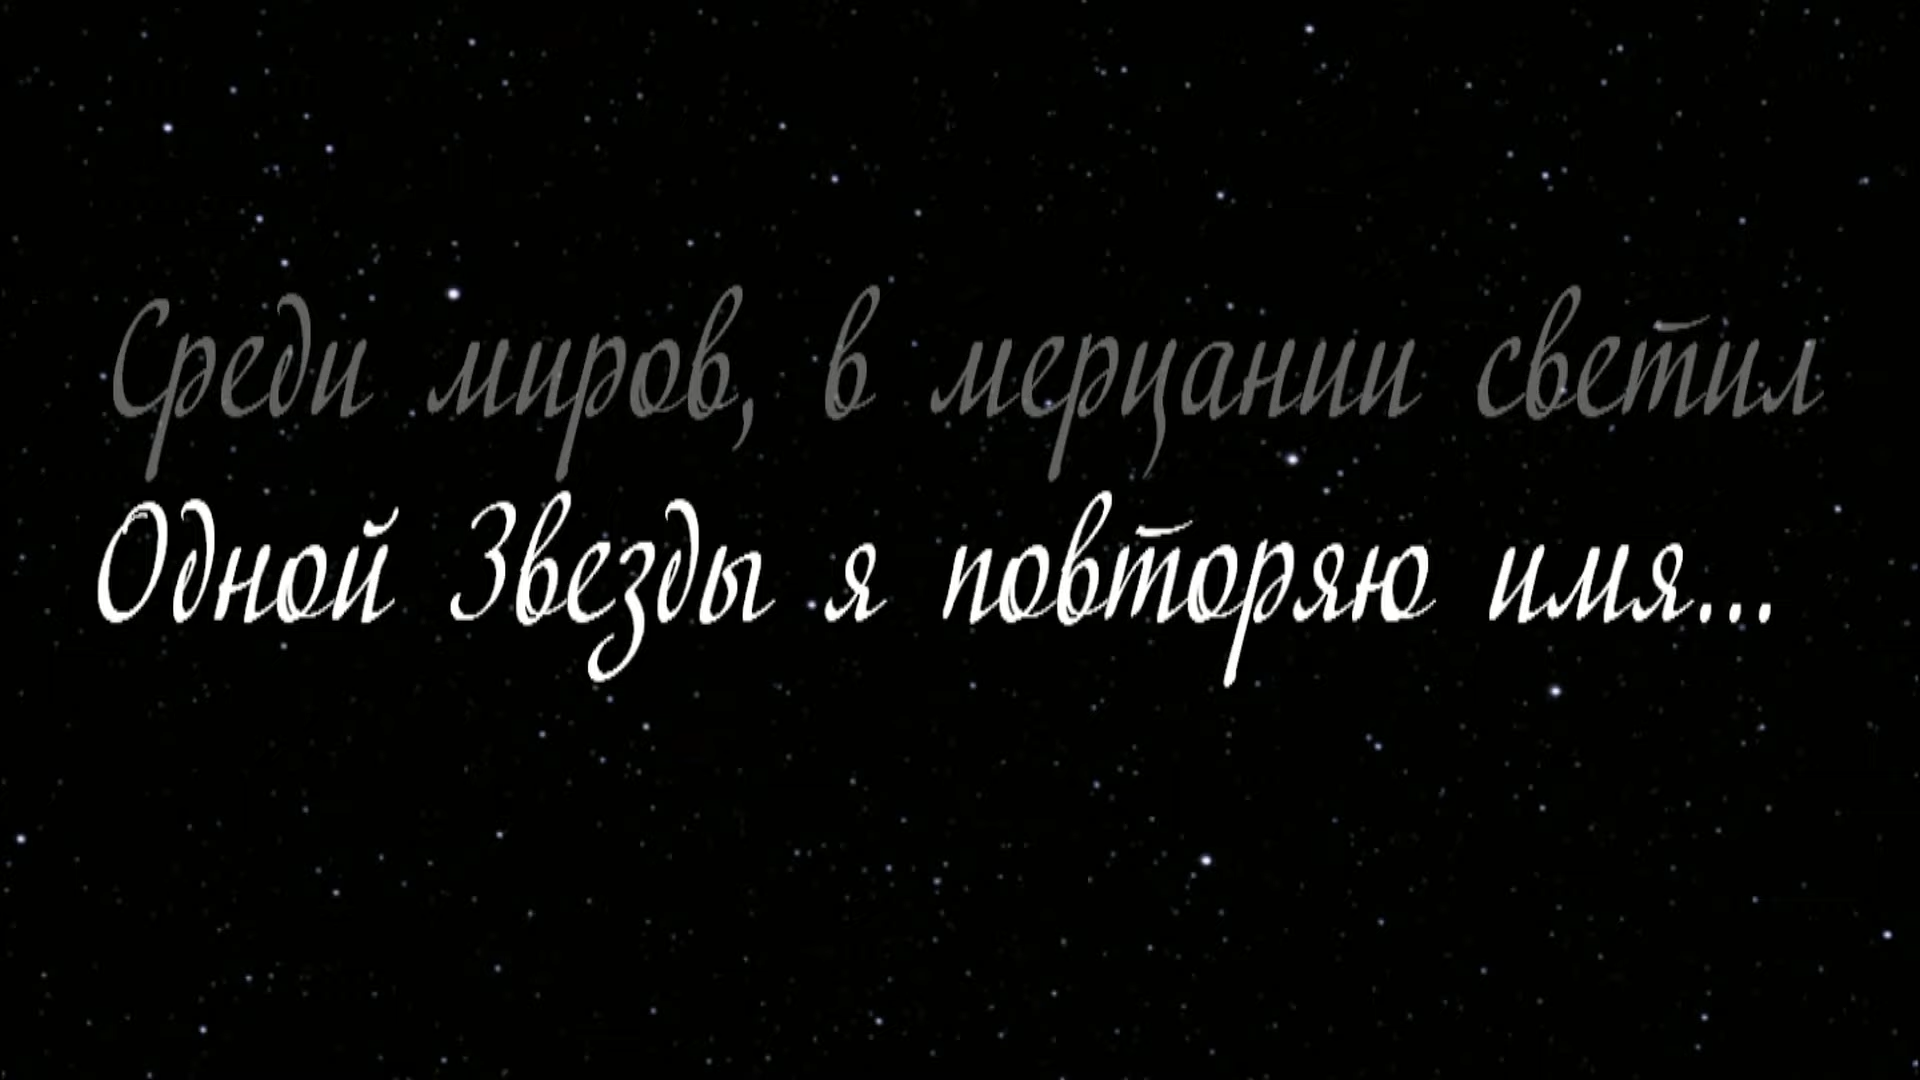 Среди миров, в мерцании светил
Одной Звезды я повторяю имя...